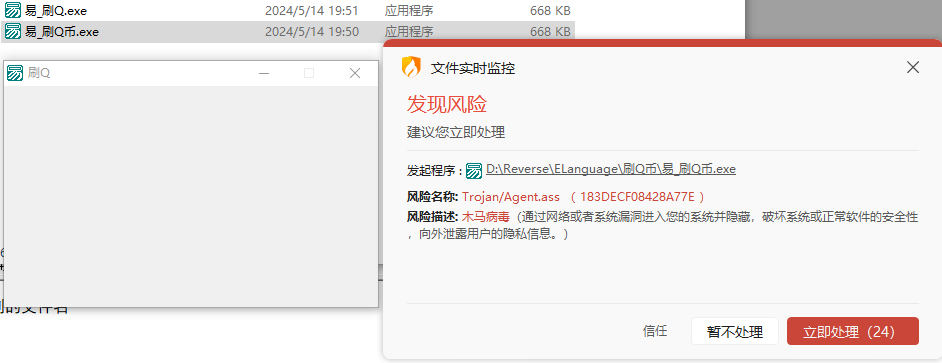 易_刷Q.exe 2024/5/14 19:51 应用程序 668 KB
易_刷Q币.exe 2024/5/14 19:50 应用程序 668 KB
刷Q
文件实时监控
发现风险
建议您立即处理
发起程序：D:\Reverse\ELanguage\刷Q币\易_刷Q币.exe
风险名称: Trojan/Agent.ass （ 183DECF08428A77E ）
风险描述: 木马病毒（通过网络或者系统漏洞进入您的系统并隐藏，破坏系统或正常软件的安全性
，向外泄露用户的隐私信息。）
的文件名
信任 暂不处理 立即处理（24）